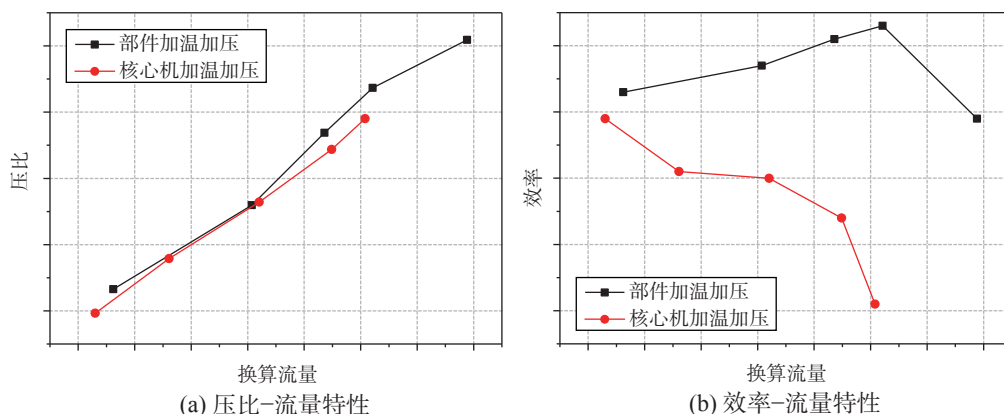 部件加温加压
核心机加温加压
压比
换算流量
(a) 压比−流量特性
效率
部件加温加压
核心机加温加压
换算流量
(b) 效率−流量特性